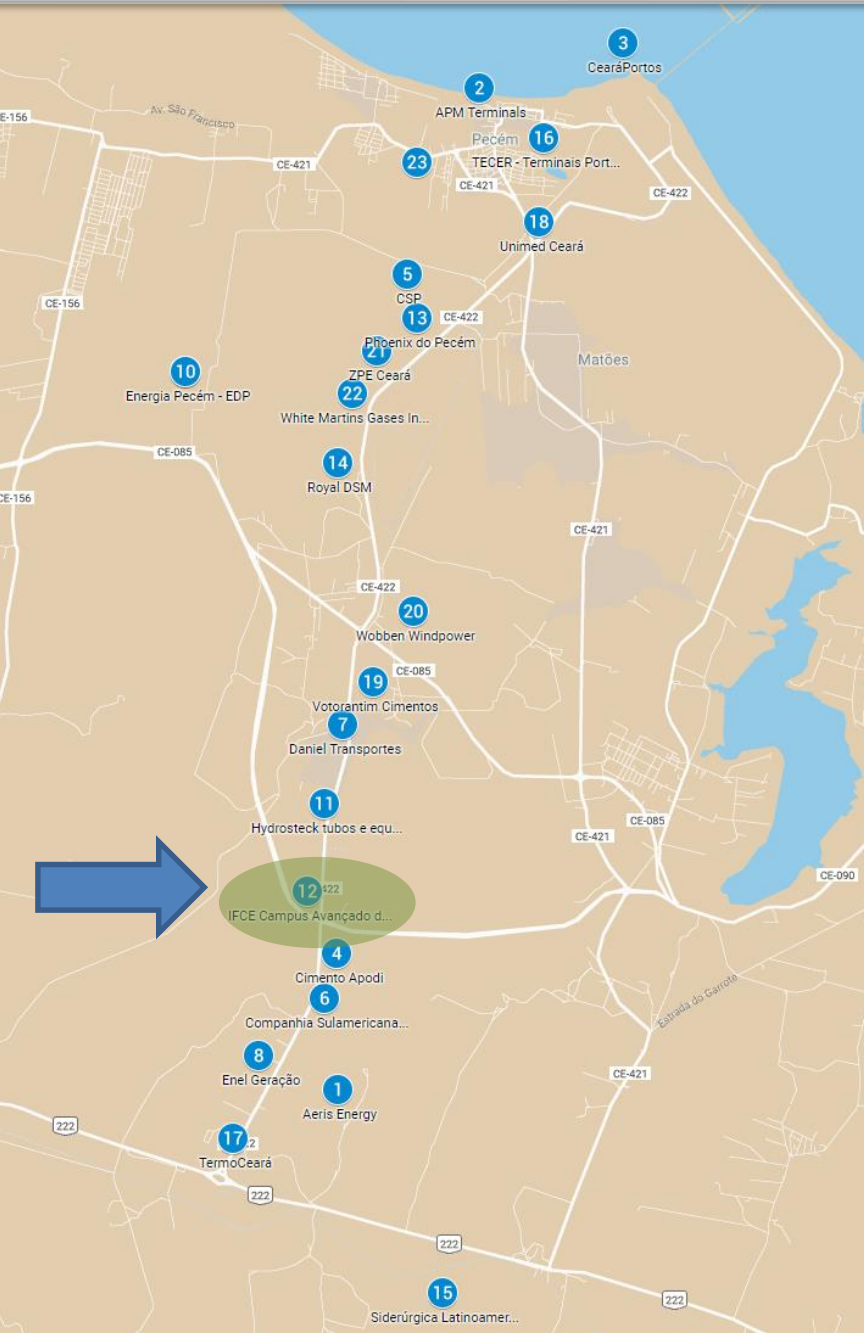 3
CearáPortos
2
APM Terminals
E-156
Av. São Francisco
Pecém
16
TECER - Terminais Port...
CE-421
23
CE-421
CE-422
18
Unimed Ceará
5
CSP
CE-156
13
CE-422
Phoenix do Pecém
21
ZPE Ceará
Matões
10
Energia Pecém - EDP
22
White Martins Gases In...
CE-085
14
Royal DSM
CE-156
CE-421
CE-422
20
Wobben Windpower
CE-085
19
Votorantim Cimentos
7
Daniel Transportes
11
Hydrosteck tubos e equ...
CE-421
CE-085
CE-090
12
422
IFCE Campus Avançado d...
4
Cimento Apodi
6
Companhia Sulamericana...
Estrada do Garrote
8
Enel Geração
CE-421
1
Aeris Energy
222
17
22
TermoCeará
222
222
15
Siderúrgica Latinoamer...
222